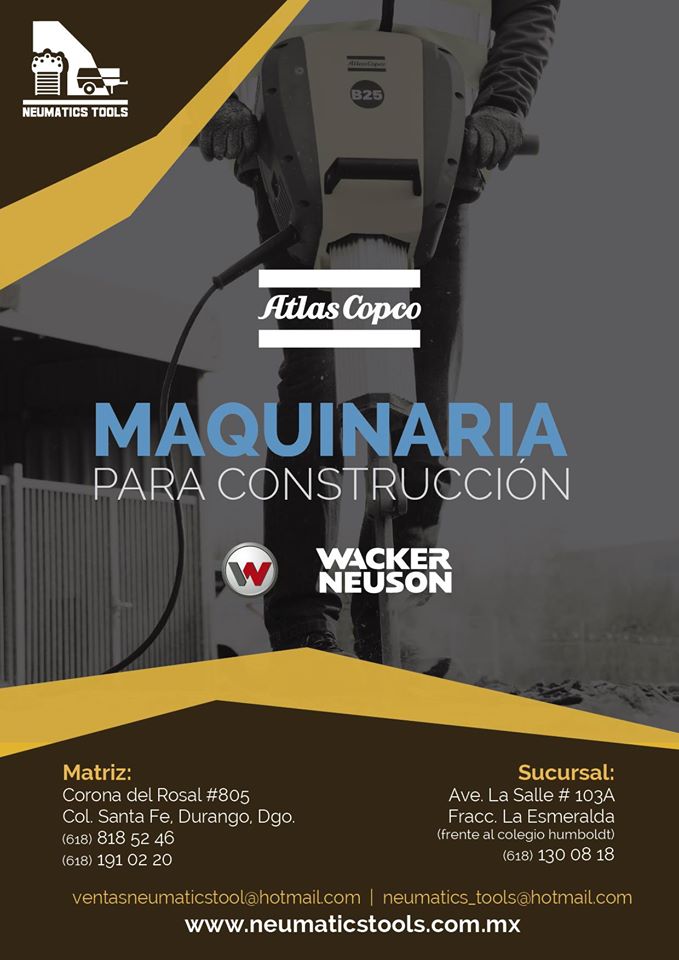 NEUMATICS TOOLS
Atlas Copco
B25
Atlas Copco
MAQUINARIA
PARA CONSTRUCCIÓN
W
WACKER
NEUSON
Matriz:
Corona del Rosal #805
Col. Santa Fe, Durango, Dgo.
(618) 818 52 46
(618) 191 02 20
Sucursal:
Ave. La Salle # 103A
Fracc. La Esmeralda
(frente al colegio humboldt)
(618) 130 08 18
ventasneumaticstool@hotmail.com | neumatics_tools@hotmail.com
www.neumaticstools.com.mx